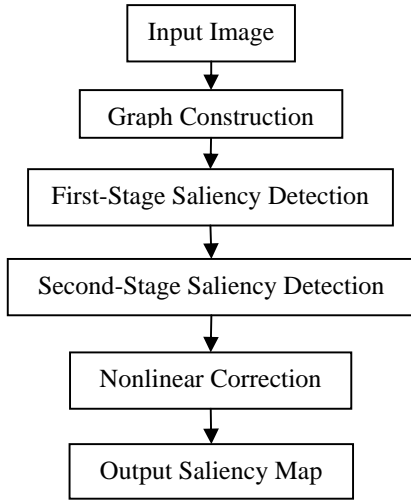 Input Image
Graph Construction
First-Stage Saliency Detection
Second-Stage Saliency Detection
Nonlinear Correction
Output Saliency Map